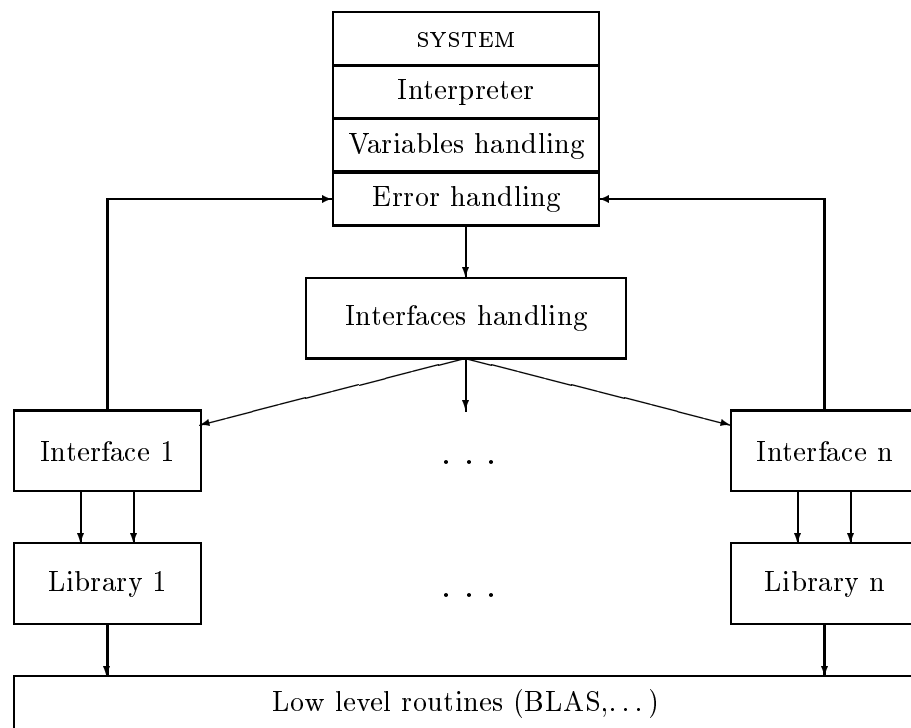 SYSTEM
Interpreter
Variables handling
Error handling
Interfaces handling
Interface 1
. . .
Interface n
Library 1
. . .
Library n
Low level routines (BLAS,...)